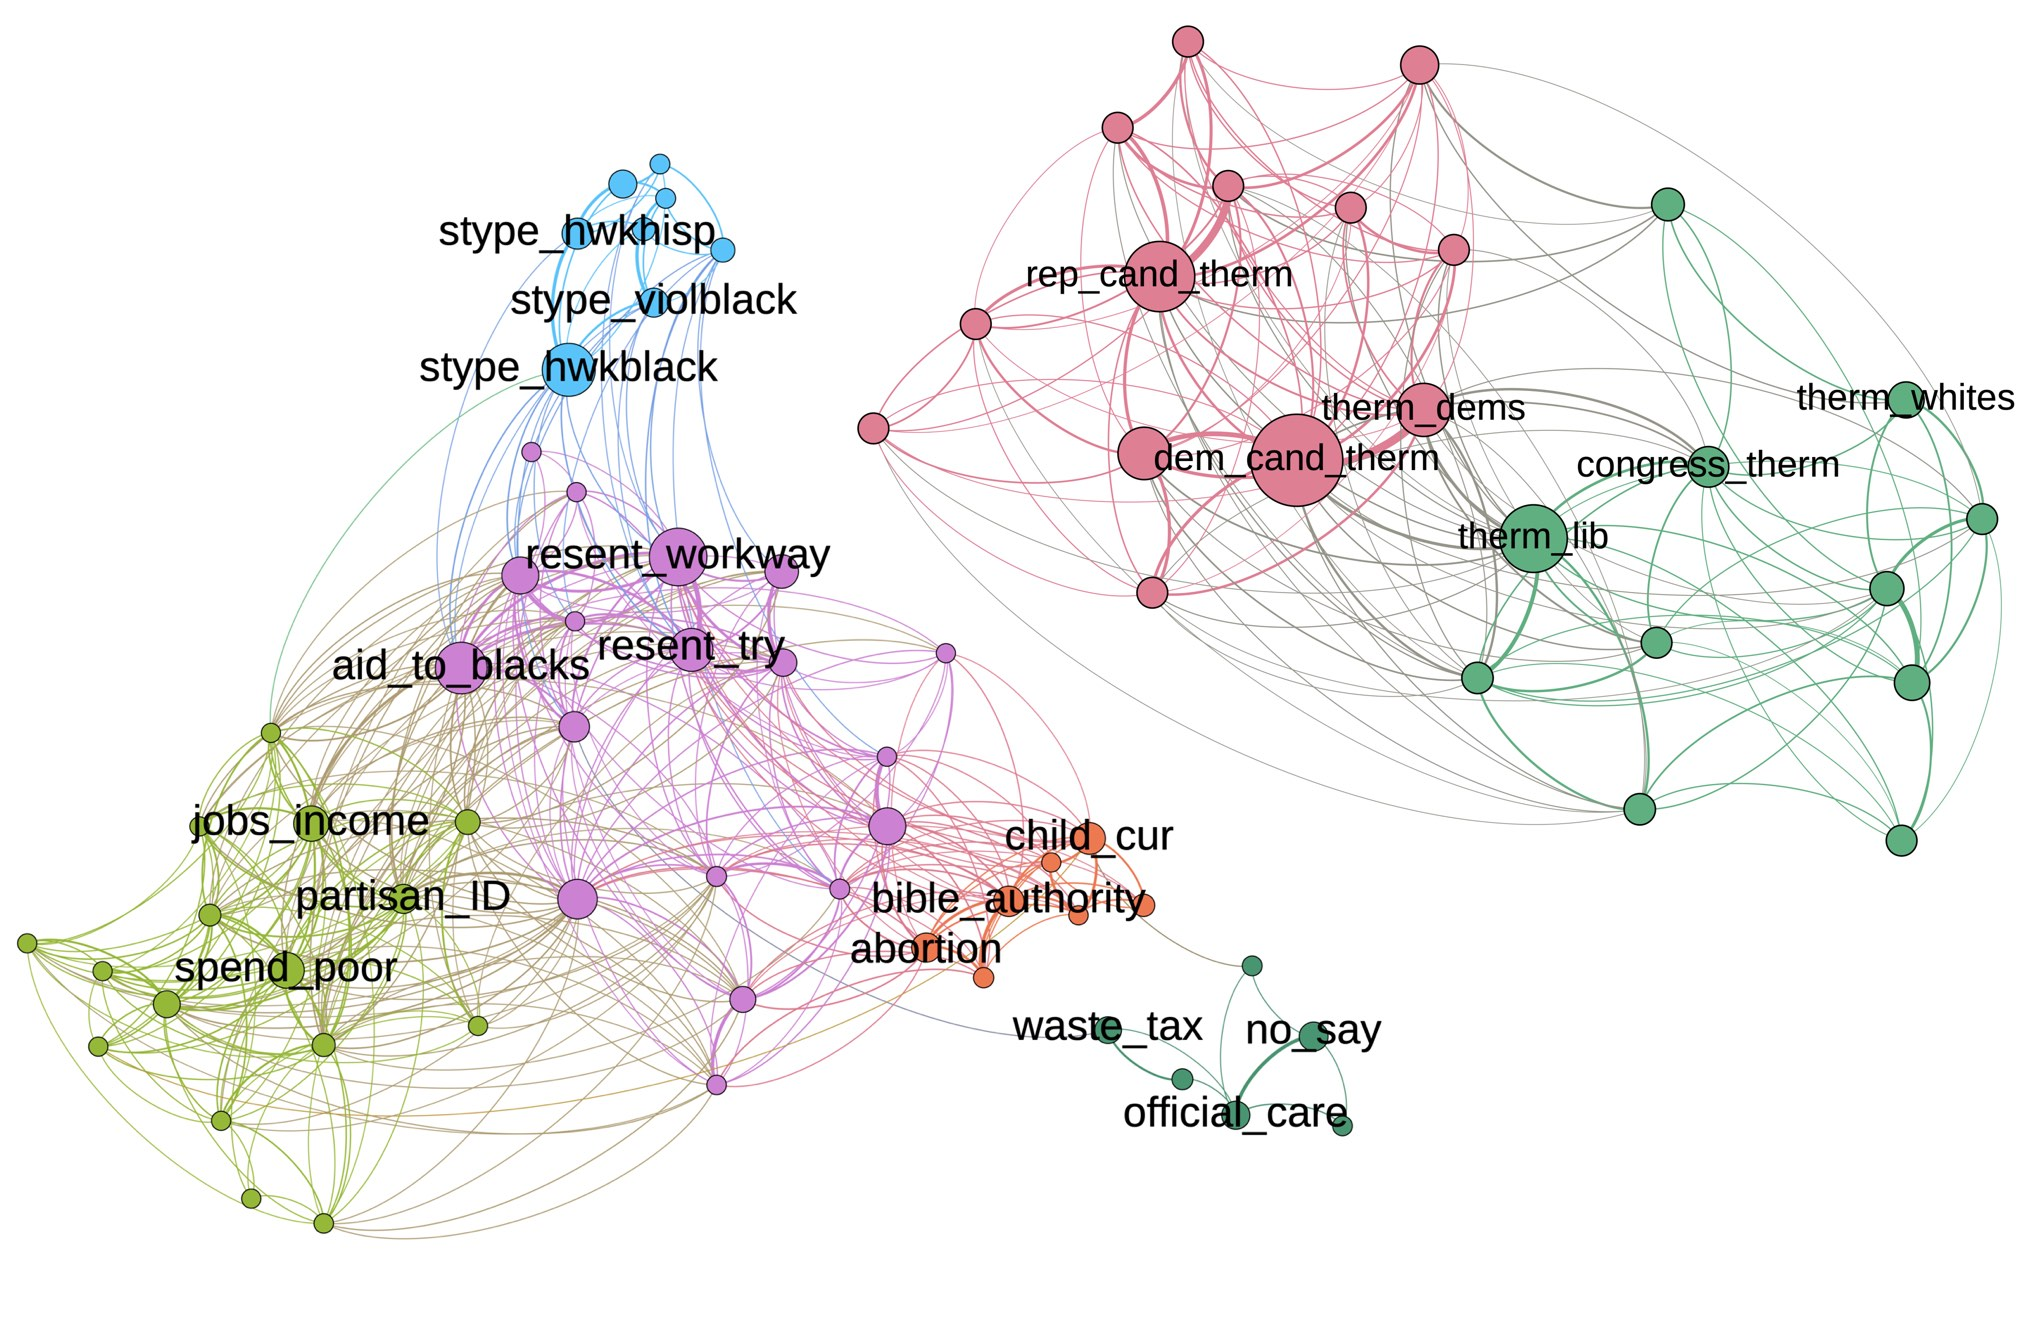 stype_hwkhisp
stype_violblack
stype_hwkblack
rep_cand_therm
therm_dems
dem_cand_therm
therm_whites
congress_therm
therm_lib
resent_workway
resent_try
aid_to_blacks
jobs_income
partisan_ID
spend_poor
child_cur
bible_authority
abortion
waste_tax
no_say
official_care